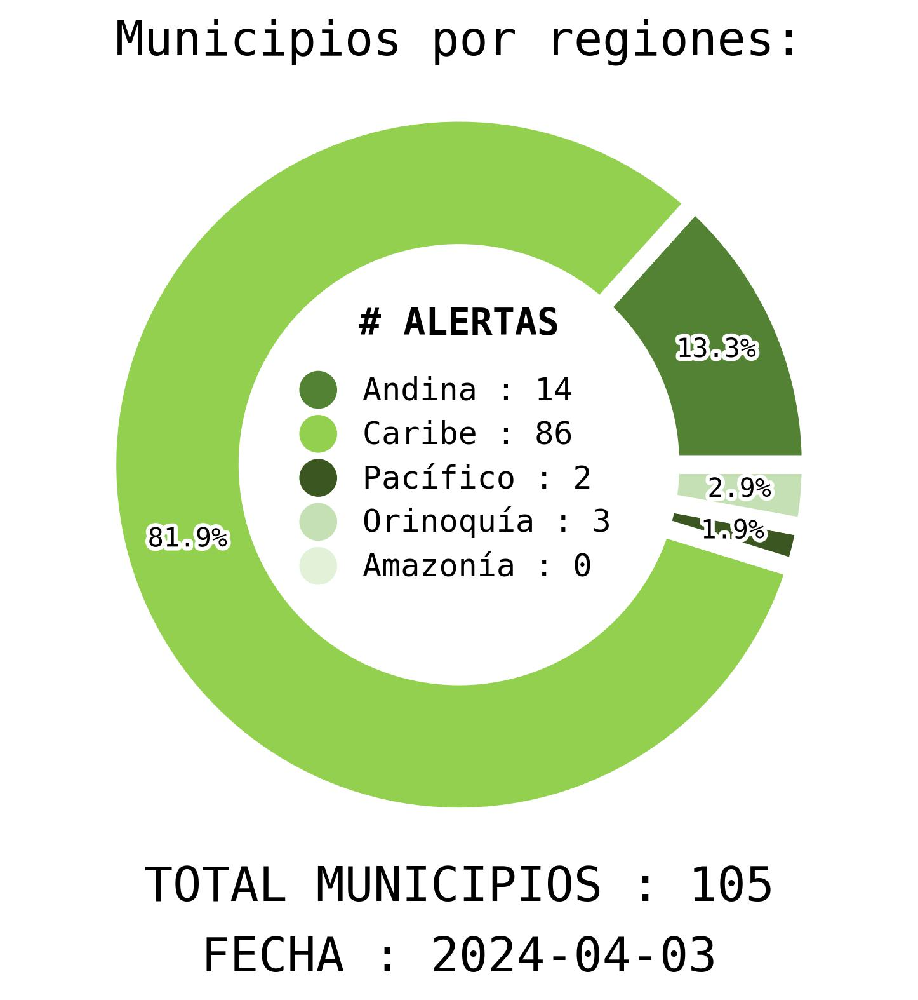 Municipios por regiones:
# ALERTAS
Andina : 14
Caribe : 86
Pacífico : 2
Orinoquía : 3
Amazonía : 0
13.3%
2.9%
1.9%
81.9%
TOTAL MUNICIPIOS : 105
FECHA : 2024-04-03